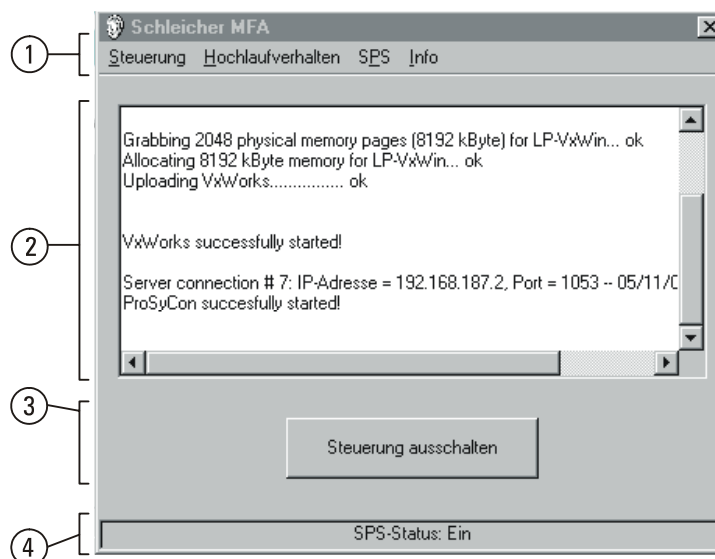 Schleicher MFA
1
Steuerung Hochlaufverhalten SPS Info
2
Grabbing 2048 physical memory pages (8192 kByte) for LP-VxWin... ok
Allocating 8192 kByte memory for LP-VxWin... ok
Uploading VxWorks................ ok
VxWorks successfully started!
Server connection # 7: IP-Adresse = 192.168.187.2, Port = 1053 -- 05/11/0
ProSyCon succesfully started!
3
Steuerung ausschalten
4
SPS-Status: Ein